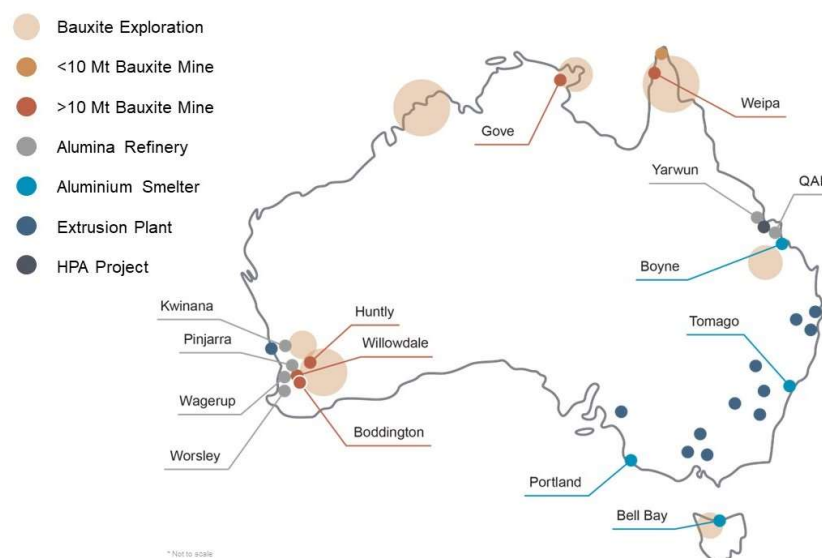 Bauxite Exploration
<10 Mt Bauxite Mine
>10 Mt Bauxite Mine
Alumina Refinery
Aluminium Smelter
Extrusion Plant
HPA Project
Gove
Weipa
Yarwun
QAL
Boyne
Kwinana
Huntly
Pinjarra
Willowdale
Tomago
Wagerup
Boddington
Worsley
Portland
Bell Bay
* Not to scale